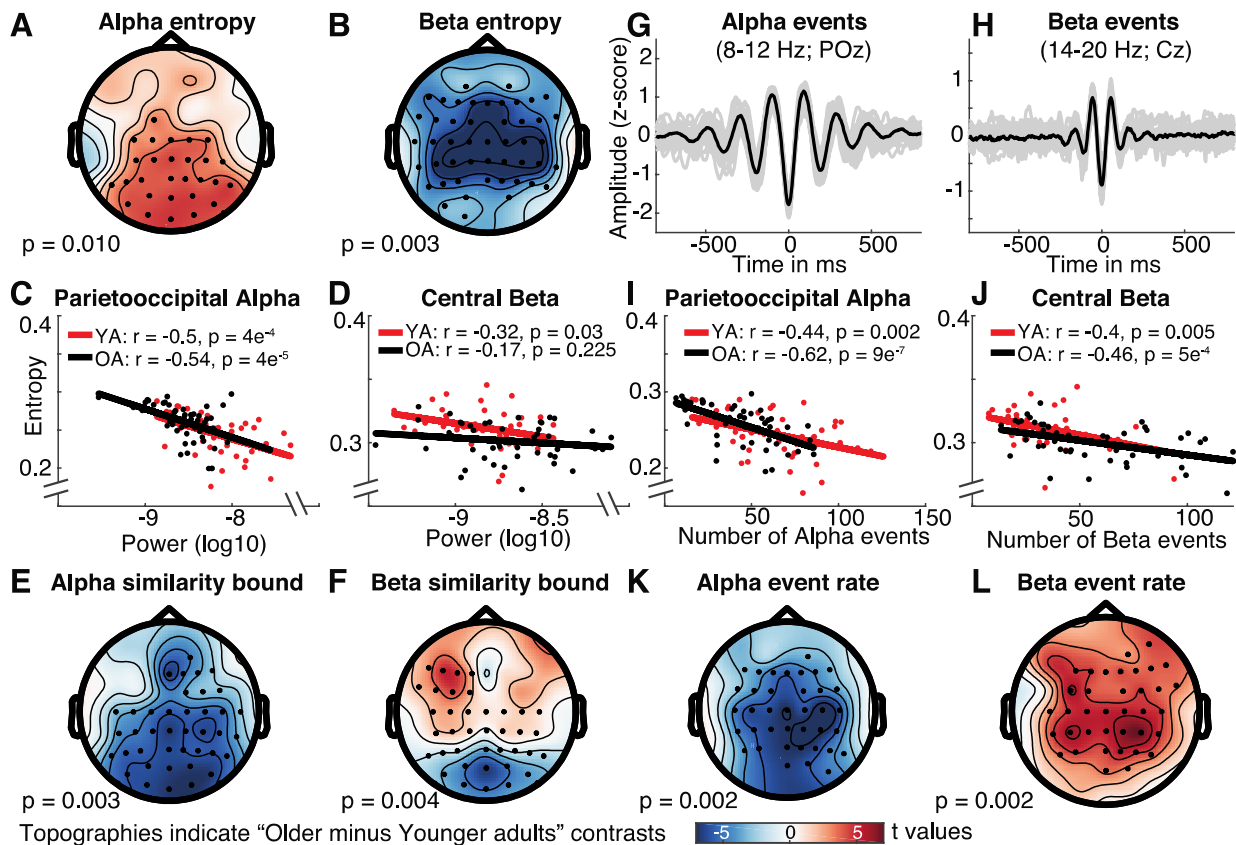 A Alpha entropy
p = 0.010
B Beta entropy
p = 0.003
G Alpha events
(8-12 Hz; POz)
Amplitude (z-score)
2
1
0
-1
-2
-500 0 500
Time in ms
H Beta events
(14-20 Hz; Cz)
1
0
-1
-500 0 500
Time in ms
C Parietooccipital Alpha
YA: r = -0.5, p = 4e-4
OA: r = -0.54, p = 4e-5
Entropy
0.4
0.2
-9 -8
Power (log10)
D Central Beta
YA: r = -0.32, p = 0.03
OA: r = -0.17, p = 0.225
0.4
0.3
-9 -8.5
Power (log10)
I Parietooccipital Alpha
YA: r = -0.44, p = 0.002
OA: r = -0.62, p = 9e-7
0.4
0.3
0.2
0 50 100 150
Number of Alpha events
J Central Beta
YA: r = -0.4, p = 0.005
OA: r = -0.46, p = 5e-4
0.4
0.3
50 100
Number of Beta events
E Alpha similarity bound
p = 0.003
F Beta similarity bound
p = 0.004
K Alpha event rate
p = 0.002
L Beta event rate
p = 0.002
Topographies indicate “Older minus Younger adults” contrasts
-5 0 5 t values